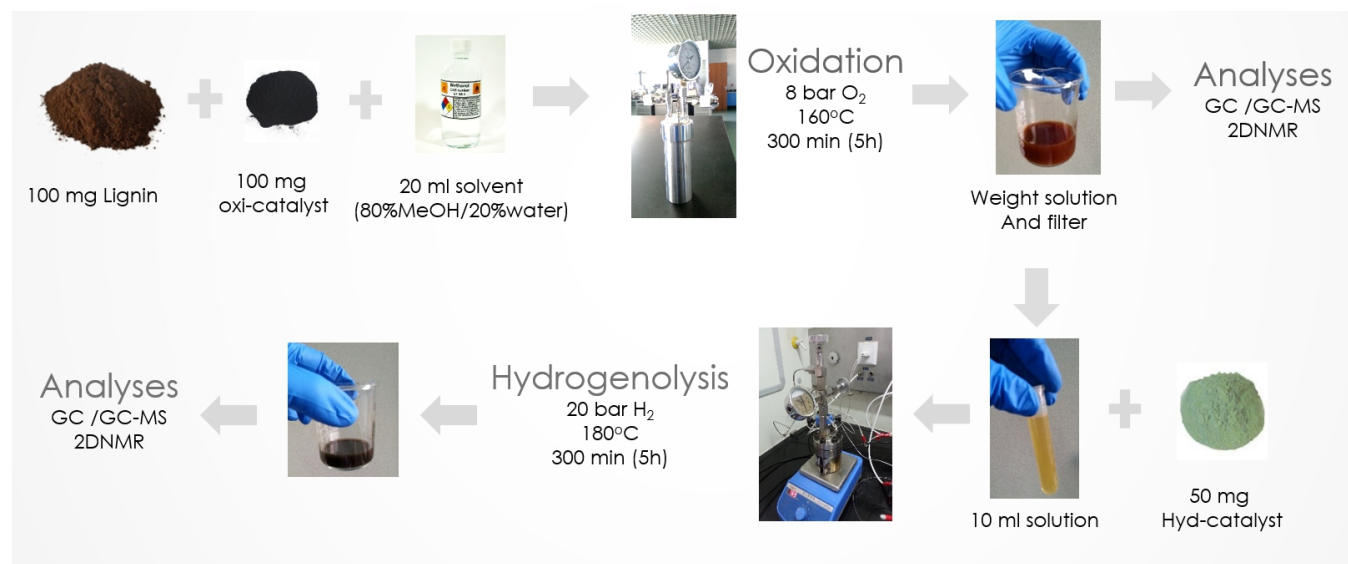 100 mg Lignin
100 mg
oxi-catalyst
Methanol
20 ml solvent
(80%MeOH/20%water)
Oxidation
8 bar O₂
160°C
300 min (5h)
Weight solution
And filter
Analyses
GC /GC-MS
2DNMR
10 ml solution
50 mg
Hyd-catalyst
Hydrogenolysis
20 bar H₂
180°C
300 min (5h)
Analyses
GC /GC-MS
2DNMR